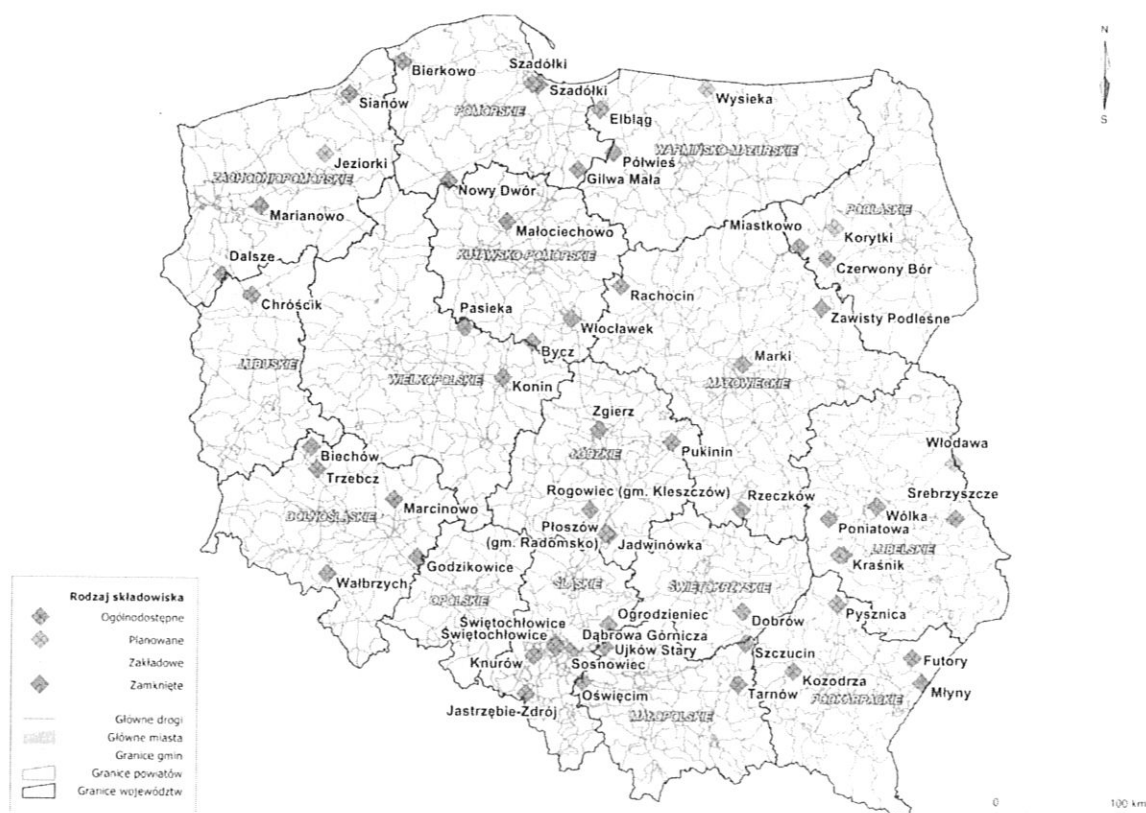 N
S
Bierkowo
Szadółki
Szadółki
Sianów
Wysieka
Elbląg
POMORSKIE
WARMIŃSKO-MAZURSKIE
Jeziorki
Półwieś
Gilwa Mała
ZACHODNIOPOMORSKIE
Nowy Dwór
Marianowo
Małociechowo
PODLASKIE
Miastkowo
Korytki
KUJAWSKO-POMORSKIE
Dalsze
Czerwony Bór
Chróścik
Rachocin
Pasieka
Włocławek
Zawisty Podleśne
Bycz
Marki
LUBUSKIE
WIELKOPOLSKIE
Konin
MAZOWIECKIE
Zgierz
Pukinin
Włodawa
Biechów
ŁÓDZKIE
Trzebcz
Rogowiec (gm. Kleszczów)
Rzeczków
Srebrzyszcze
Marcinowo
Wólka
DOLNOŚLĄSKIE
Płoszów
(gm. Radomsko)
Poniatowa
Jadwinówka
LUBELSKIE
Godzikowice
Kraśnik
Wałbrzych
ŚLĄSKIE
ŚWIĘTOKRZYSKIE
OPOLSKIE
Ogrodzieniec
Pysznica
Dobrów
Świętochłowice
Świętochłowice
Dąbrowa Górnicza
Ujków Stary
Szczucin
Knurów
Sosnowiec
Futory
Kozodrza
Oświęcim
Tarnów
Młyny
PODKARPACKIE
Jastrzębie-Zdrój
MAŁOPOLSKIE
Rodzaj składowiska
Ogólnodostępne
Planowane
Zakładowe
Zamknięte
Główne drogi
Główne miasta
Granice gmin
Granice powiatów
Granice województw
0 100 km